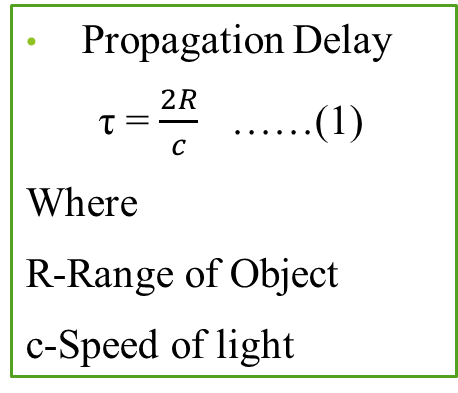 • Propagation Delay
τ = 2R/c ……(1)
Where
R-Range of Object
c-Speed of light